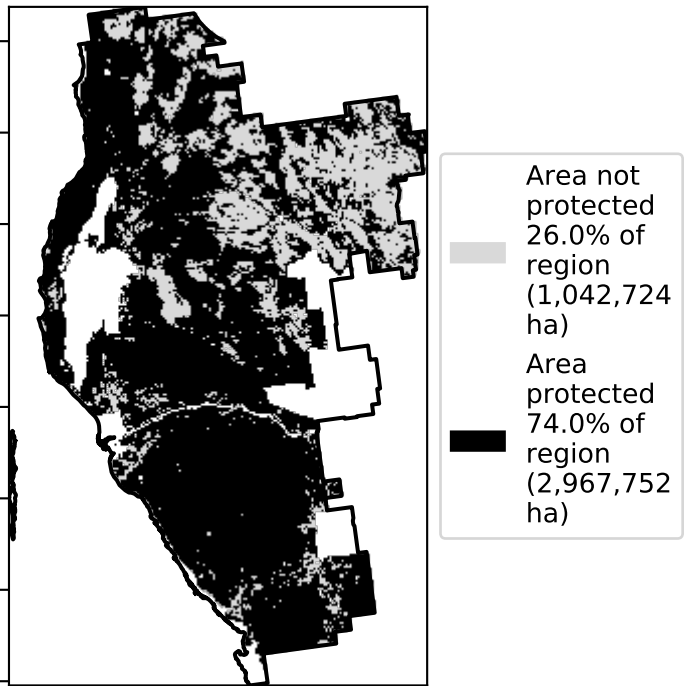 Area not
protected
26.0% of
region
(1,042,724
ha)
Area
protected
74.0% of
region
(2,967,752
ha)